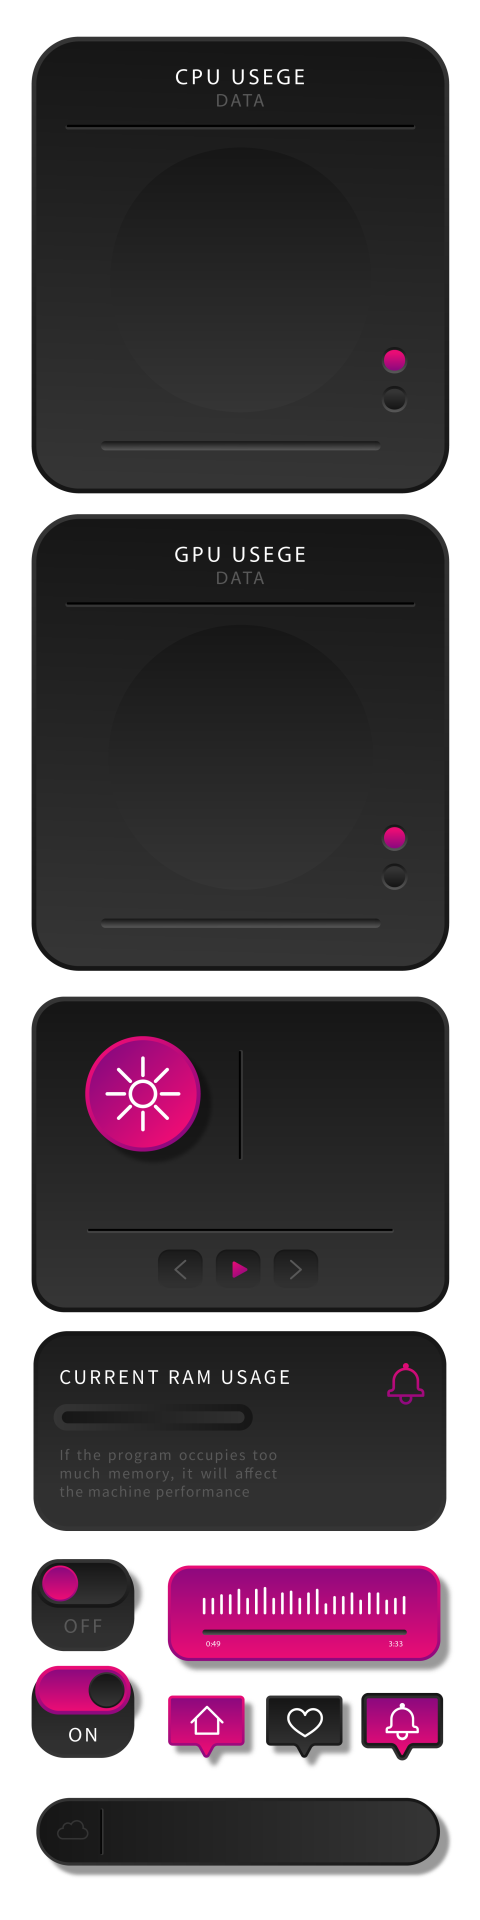 CPU USEGE
DATA
GPU USEGE
DATA
CURRENT RAM USAGE
If the program occupies too
much memory, it will affect
the machine performance
OFF
0:49 3:33
ON